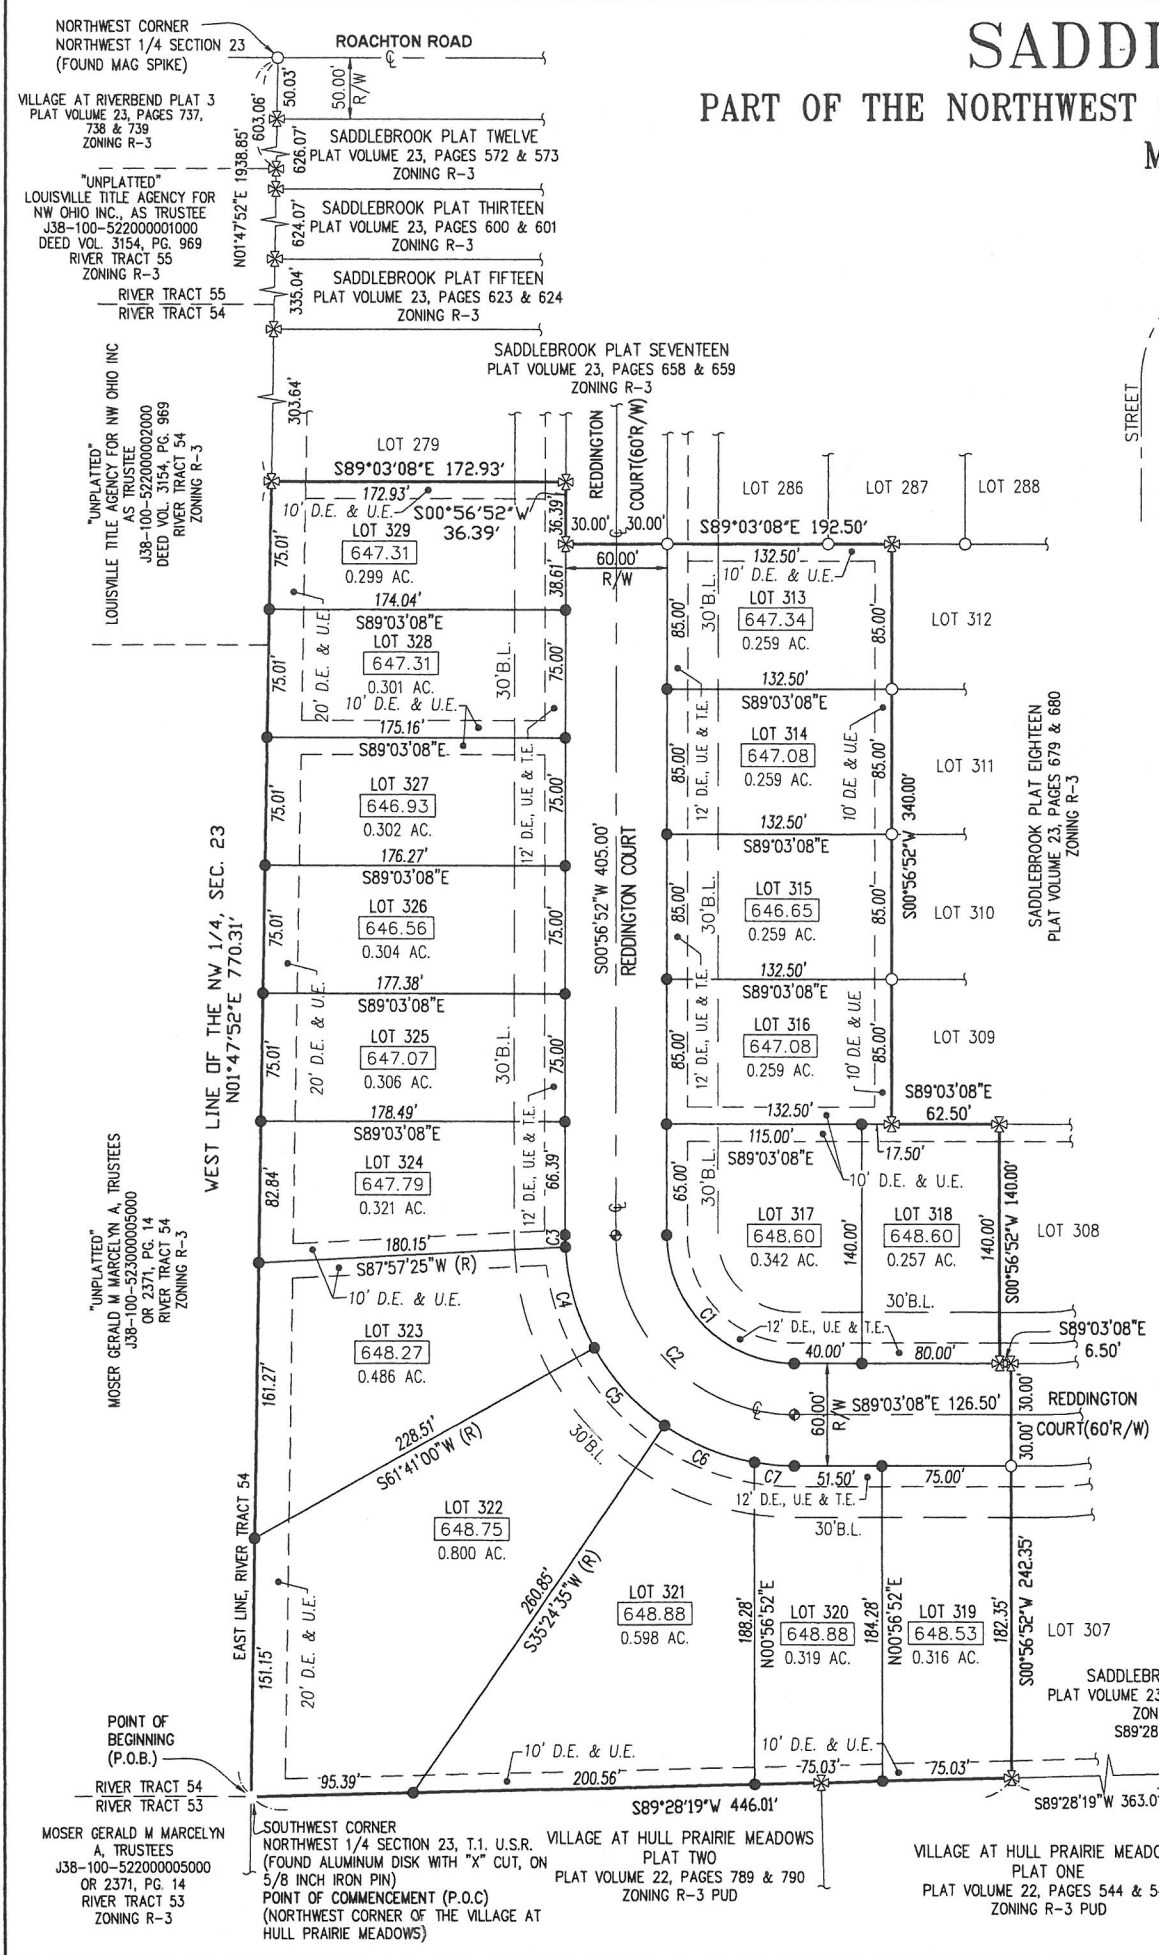 NORTHWEST CORNER
NORTHWEST 1/4 SECTION 23
(FOUND MAG SPIKE)
ROACHTON ROAD
℄
50.03'
50.00'
R/W
SADDL
PART OF THE NORTHWEST
VILLAGE AT RIVERBEND PLAT 3
PLAT VOLUME 23, PAGES 737,
738 & 739
ZONING R-3
603.06'
N01°47'52"E 1938.85'
626.07'
SADDLEBROOK PLAT TWELVE
PLAT VOLUME 23, PAGES 572 & 573
ZONING R-3
"UNPLATTED"
LOUISVILLE TITLE AGENCY FOR
NW OHIO INC., AS TRUSTEE
J38-100-522000001000
DEED VOL. 3154, PG. 969
RIVER TRACT 55
ZONING R-3
624.07'
SADDLEBROOK PLAT THIRTEEN
PLAT VOLUME 23, PAGES 600 & 601
ZONING R-3
RIVER TRACT 55
RIVER TRACT 54
335.04'
SADDLEBROOK PLAT FIFTEEN
PLAT VOLUME 23, PAGES 623 & 624
ZONING R-3
SADDLEBROOK PLAT SEVENTEEN
PLAT VOLUME 23, PAGES 658 & 659
ZONING R-3
STREET
"UNPLATTED"
LOUISVILLE TITLE AGENCY FOR NW OHIO INC
AS TRUSTEE
J38-100-522000002000
DEED VOL. 3154, PG. 969
RIVER TRACT 54
ZONING R-3
303.64'
REDDINGTON
COURT(60'R/W)
LOT 279
S89°03'08"E 172.93'
172.93'
10' D.E. & U.E.
S00°56'52"W
36.39'
36.39'
30.00'
30.00'
60.00'
R/W
LOT 286
LOT 287
LOT 288
S89°03'08"E 192.50'
132.50'
10' D.E. & U.E.
75.01'
LOT 329
647.31
0.299 AC.
38.61'
174.04'
S89°03'08"E
20' D.E. & U.E.
75.01'
LOT 328
647.31
0.301 AC.
10' D.E. & U.E.
30'B.L.
75.00'
175.16'
S89°03'08"E
12' D.E., U.E & T.E.
75.01'
LOT 327
646.93
0.302 AC.
75.00'
176.27'
S89°03'08"E
75.01'
LOT 326
646.56
0.304 AC.
75.00'
177.38'
S89°03'08"E
20' D.E. & U.E.
75.01'
LOT 325
647.07
0.306 AC.
30'B.L.
75.00'
178.49'
S89°03'08"E
12' D.E., U.E & T.E.
82.84'
LOT 324
647.79
0.321 AC.
66.39'
C3
180.15'
S87°57'25"W (R)
10' D.E. & U.E.
WEST LINE OF THE NW 1/4, SEC. 23
N01°47'52"E 770.31'
S00°56'52"W 405.00'
REDDINGTON COURT
85.00'
30'B.L.
LOT 313
647.34
0.259 AC.
85.00'
LOT 312
132.50'
S89°03'08"E
12' D.E., U.E & T.E.
85.00'
LOT 314
647.08
0.259 AC.
10' D.E. & U.E.
85.00'
LOT 311
132.50'
S89°03'08"E
S00°56'52"W 340.00'
85.00'
30'B.L.
LOT 315
646.65
0.259 AC.
85.00'
LOT 310
132.50'
S89°03'08"E
12' D.E., U.E & T.E.
85.00'
LOT 316
647.08
0.259 AC.
10' D.E. & U.E.
85.00'
LOT 309
SADDLEBROOK PLAT EIGHTEEN
PLAT VOLUME 23, PAGES 679 & 680
ZONING R-3
S89°03'08"E
62.50'
132.50'
115.00'
S89°03'08"E
17.50'
10' D.E. & U.E.
65.00'
30'B.L.
LOT 317
648.60
0.342 AC.
140.00'
LOT 318
648.60
0.257 AC.
140.00'
S00°56'52"W 140.00'
LOT 308
30'B.L.
C1
12' D.E., U.E & T.E.
40.00'
80.00'
S89°03'08"E
6.50'
℄
C2
60.00'
R/W
℄
S89°03'08"E 126.50'
30.00'
30.00'
REDDINGTON
COURT(60'R/W)
"UNPLATTED"
MOSER GERALD M MARCELYN A, TRUSTEES
J38-100-523000005000
OR 2371, PG. 14
RIVER TRACT 54
ZONING R-3
C4
LOT 323
648.27
0.486 AC.
161.27'
C5
228.51'
S61°41'00"W (R)
30'B.L.
C6
C7
51.50'
75.00'
12' D.E., U.E & T.E.
30'B.L.
LOT 322
648.75
0.800 AC.
260.85'
S35°24'35"W (R)
EAST LINE, RIVER TRACT 54
20' D.E. & U.E.
151.15'
LOT 321
648.88
0.598 AC.
188.28'
N00°56'52"E
LOT 320
648.88
0.319 AC.
184.28'
N00°56'52"E
LOT 319
648.53
0.316 AC.
182.35'
S00°56'52"W 242.35'
LOT 307
SADDLEBR
PLAT VOLUME 23
ZON
S89°28
POINT OF
BEGINNING
(P.O.B.)
RIVER TRACT 54
RIVER TRACT 53
10' D.E. & U.E.
10' D.E. & U.E.
95.39'
200.56'
75.03'
75.03'
S89°28'19"W 446.01'
S89°28'19"W 363.0
MOSER GERALD M MARCELYN
A, TRUSTEES
J38-100-522000005000
OR 2371, PG. 14
RIVER TRACT 53
ZONING R-3
SOUTHWEST CORNER
NORTHWEST 1/4 SECTION 23, T.1. U.S.R.
(FOUND ALUMINUM DISK WITH "X" CUT, ON
5/8 INCH IRON PIN)
POINT OF COMMENCEMENT (P.O.C)
(NORTHWEST CORNER OF THE VILLAGE AT
HULL PRAIRIE MEADOWS)
VILLAGE AT HULL PRAIRIE MEADOWS
PLAT TWO
PLAT VOLUME 22, PAGES 789 & 790
ZONING R-3 PUD
VILLAGE AT HULL PRAIRIE MEADO
PLAT ONE
PLAT VOLUME 22, PAGES 544 & 5
ZONING R-3 PUD